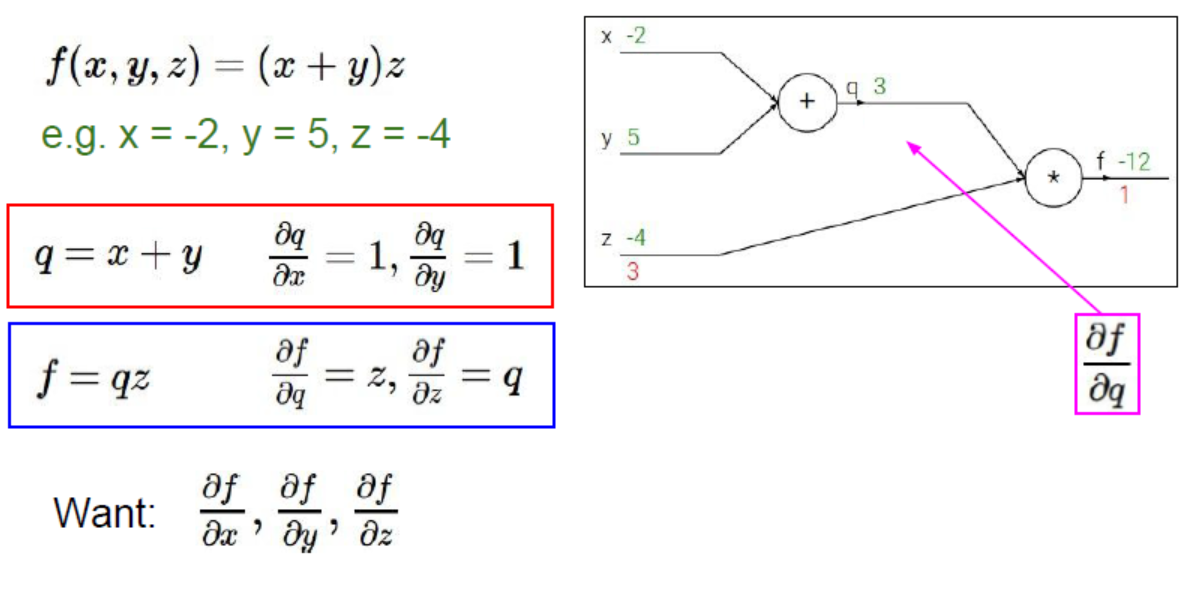 f(x, y, z) = (x + y)z
e.g. x = -2, y = 5, z = -4
q = x + y ∂q/∂x = 1, ∂q/∂y = 1
f = qz ∂f/∂q = z, ∂f/∂z = q
Want: ∂f/∂x, ∂f/∂y, ∂f/∂z
x -2
+
q 3
y 5
*
f -12
1
z -4
3
∂f/∂q